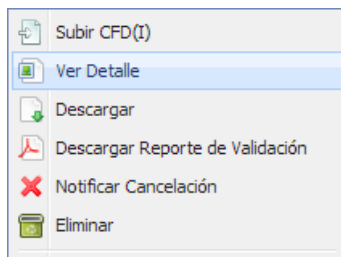 Subir CFD(I)
Ver Detalle
Descargar
Descargar Reporte de Validación
Notificar Cancelación
Eliminar